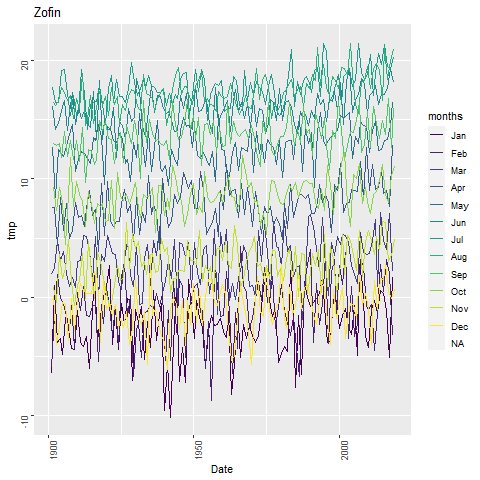 Zofin
tmp
20
10
0
-10
1900
1950
2000
Date
months
Jan
Feb
Mar
Apr
May
Jun
Jul
Aug
Sep
Oct
Nov
Dec
NA